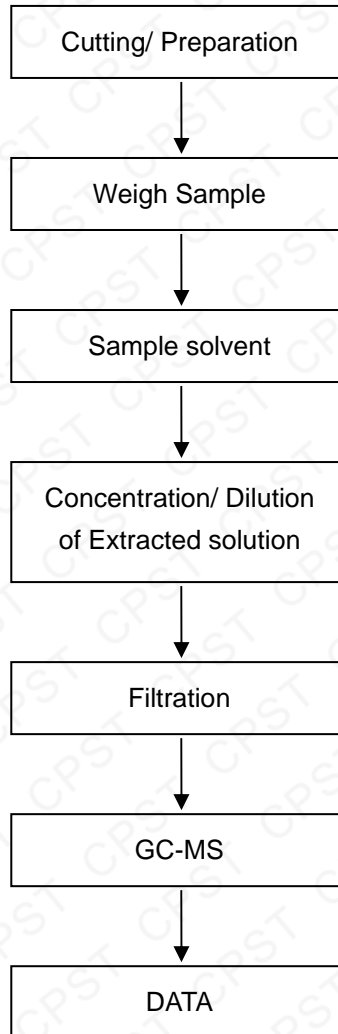 Cutting/ Preparation
Weigh Sample
Sample solvent
Concentration/ Dilution
of Extracted solution
Filtration
GC-MS
DATA